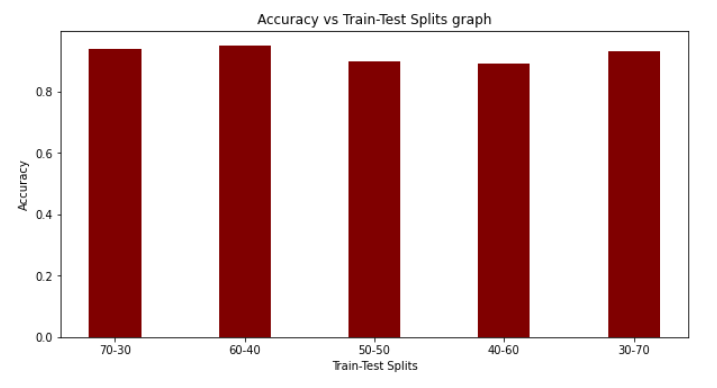 Accuracy vs Train-Test Splits graph
0.8
0.6
0.4
0.2
0.0
Accuracy
70-30 60-40 50-50 40-60 30-70
Train-Test Splits